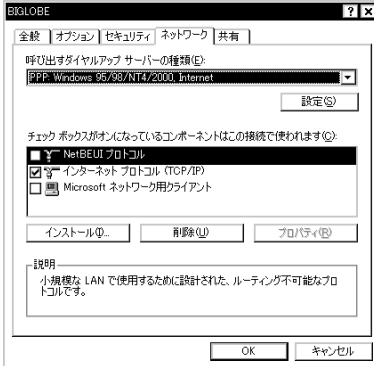 BIGLOBE
全般 オプション セキュリティ ネットワーク 共有
呼び出すダイヤルアップ サーバーの種類(E):
PPP: Windows 95/98/NT4/2000, Internet
設定(S)
チェック ボックスがオンになっているコンポーネントはこの接続で使われます(C):
NetBEUI プロトコル
インターネット プロトコル (TCP/IP)
Microsoft ネットワーク用クライアント
インストール(I)... 削除(U) プロパティ(R)
説明
小規模な LAN で使用するために設計された、ルーティング不可能なプロ
トコルです。
OK キャンセル